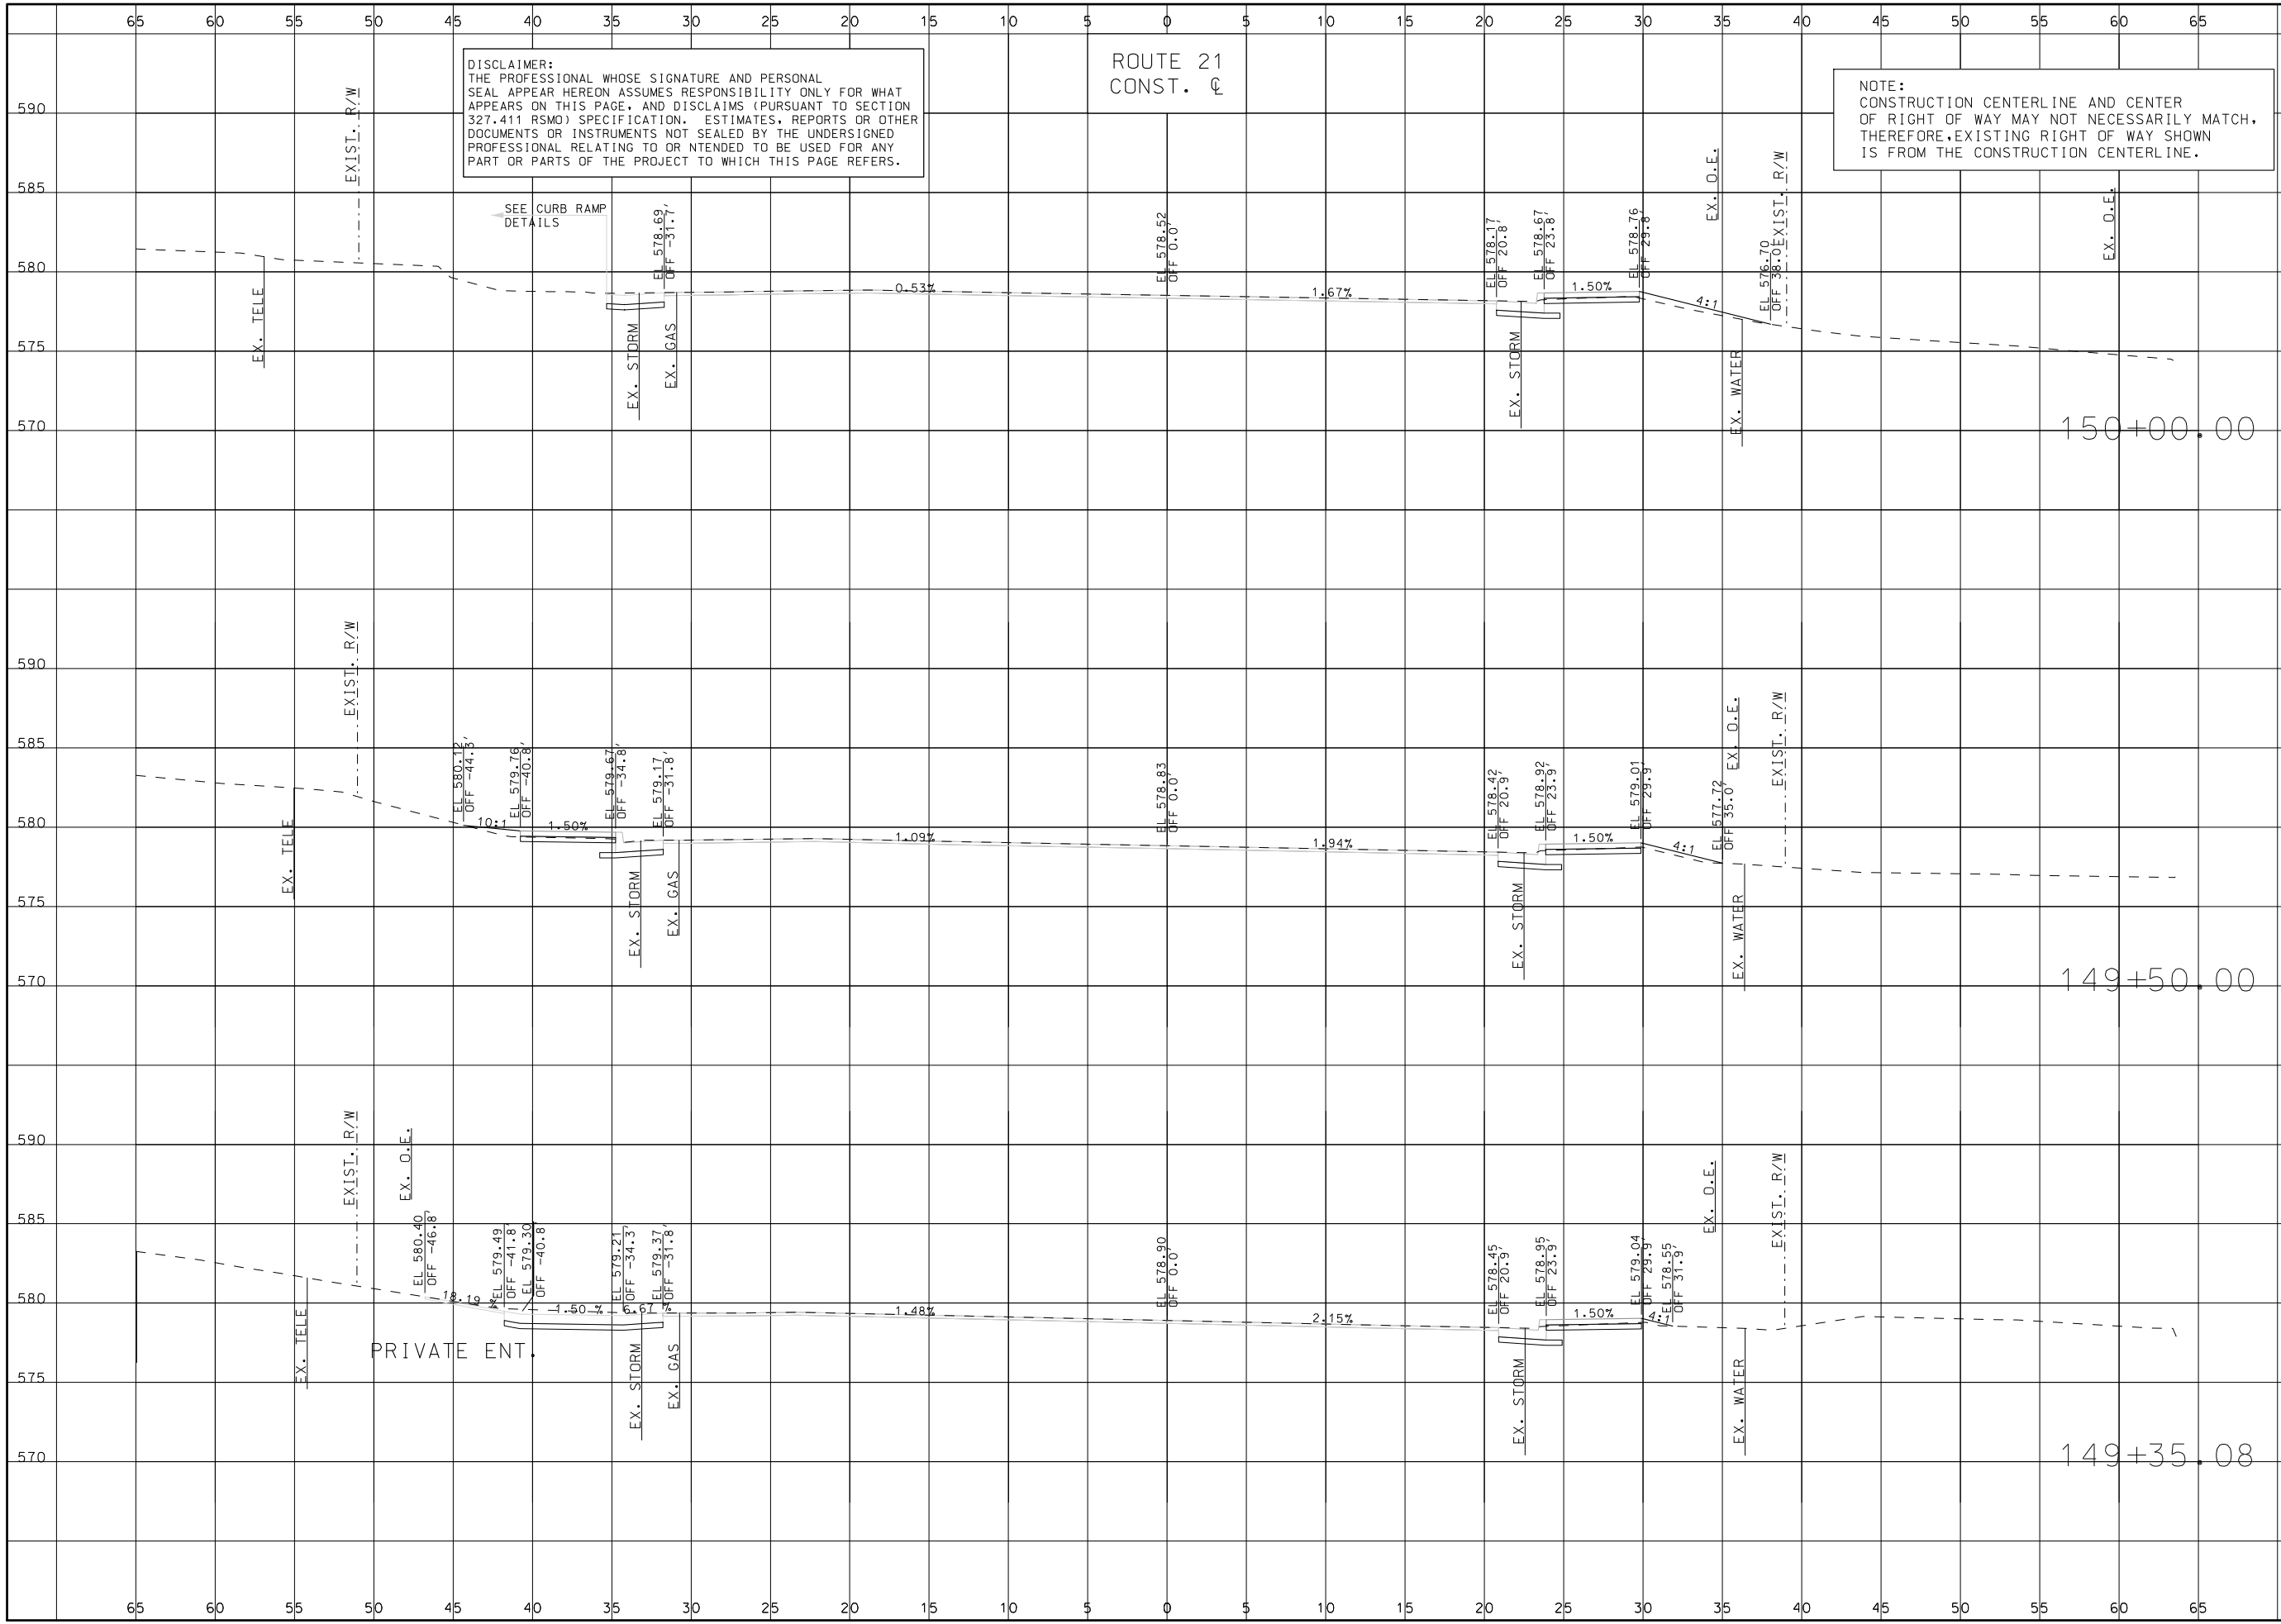 65 60 55 50 45 40 35 30 25 20 15 10 5 0 5 10 15 20 25 30 35 40 45 50 55 60 65
DISCLAIMER:
THE PROFESSIONAL WHOSE SIGNATURE AND PERSONAL
SEAL APPEAR HEREON ASSUMES RESPONSIBILITY ONLY FOR WHAT
APPEARS ON THIS PAGE, AND DISCLAIMS (PURSUANT TO SECTION
327.411 RSMO) SPECIFICATION. ESTIMATES, REPORTS OR OTHER
DOCUMENTS OR INSTRUMENTS NOT SEALED BY THE UNDERSIGNED
PROFESSIONAL RELATING TO OR NTENDED TO BE USED FOR ANY
PART OR PARTS OF THE PROJECT TO WHICH THIS PAGE REFERS.
ROUTE 21
CONST. ℄
NOTE:
CONSTRUCTION CENTERLINE AND CENTER
OF RIGHT OF WAY MAY NOT NECESSARILY MATCH,
THEREFORE,EXISTING RIGHT OF WAY SHOWN
IS FROM THE CONSTRUCTION CENTERLINE.
590
585
580
575
570
EXIST. R/W
EX. TELE
SEE CURB RAMP
DETAILS
EL 578.69
OFF -31.7'
EX. STORM
EX. GAS
0.53%
EL 578.52
OFF 0.0'
1.67%
EL 578.17
OFF 20.8'
EL 578.67
OFF 23.8'
EX. STORM
1.50%
EL 578.76
OFF 29.8'
4:1
EX. O.E.
EX. WATER
EL 576.70
OFF 38.0'
EXIST. R/W
EX. O.E.
150+00.00
590
585
580
575
570
EXIST. R/W
EX. TELE
EL 580.12
OFF -44.3'
10:1
EL 579.76
OFF -40.8'
1.50%
EL 579.67
OFF -34.8'
EL 579.17
OFF -31.8'
EX. STORM
EX. GAS
1.09%
EL 578.83
OFF 0.0'
1.94%
EL 578.42
OFF 20.9'
EL 578.92
OFF 23.9'
EX. STORM
1.50%
EL 579.01
OFF 29.9'
4:1
EL 577.72
OFF 35.0'
EX. O.E.
EX. WATER
EXIST. R/W
149+50.00
590
585
580
575
570
EXIST. R/W
EX. O.E.
EX. TELE
EL 580.40
OFF -46.8'
18.19 %
EL 579.49
OFF -41.8'
EL 579.30
OFF -40.8'
1.50 %
EL 579.21
OFF -34.3'
6.67 %
EL 579.37
OFF -31.8'
PRIVATE ENT.
EX. STORM
EX. GAS
1.48%
EL 578.90
OFF 0.0'
2.15%
EL 578.45
OFF 20.9'
EL 578.95
OFF 23.9'
EX. STORM
1.50%
EL 579.04
OFF 29.9'
EL 578.55
OFF 31.9'
4:1
EX. O.E.
EX. WATER
EXIST. R/W
149+35.08
65 60 55 50 45 40 35 30 25 20 15 10 5 0 5 10 15 20 25 30 35 40 45 50 55 60 65